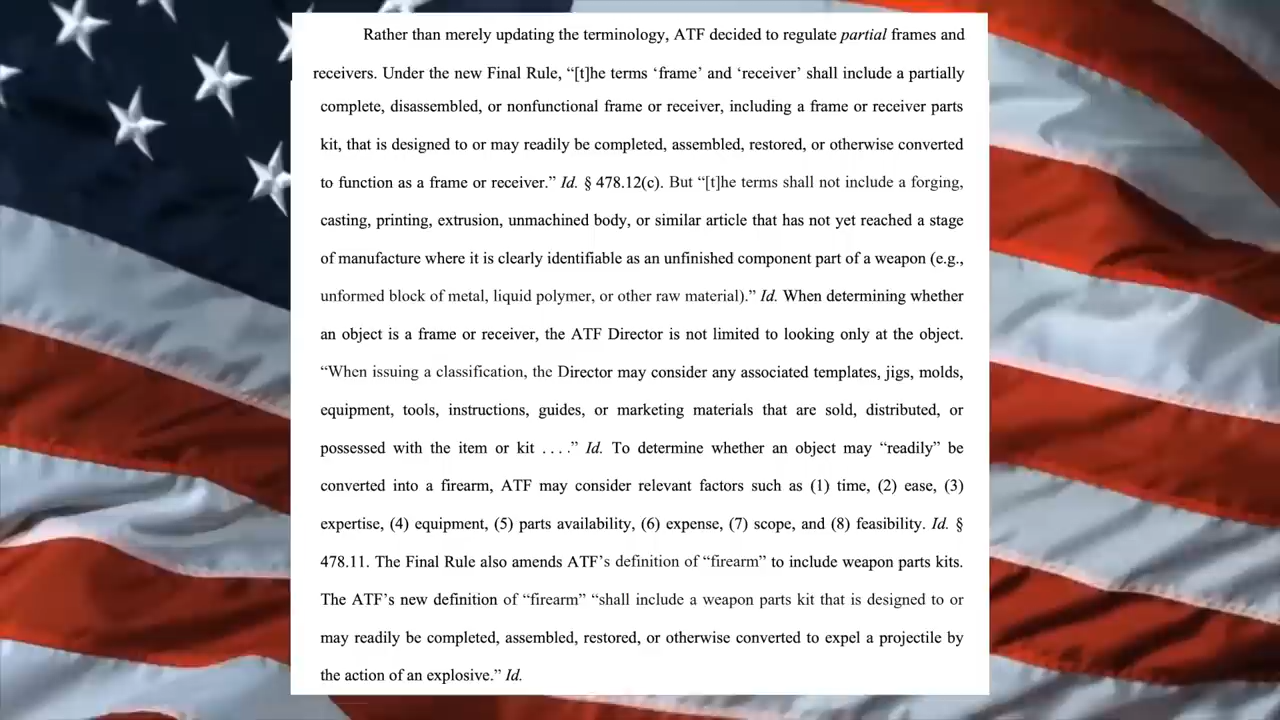 Rather than merely updating the terminology, ATF decided to regulate partial frames and
receivers. Under the new Final Rule, “[t]he terms ‘frame’ and ‘receiver’ shall include a partially
complete, disassembled, or nonfunctional frame or receiver, including a frame or receiver parts
kit, that is designed to or may readily be completed, assembled, restored, or otherwise converted
to function as a frame or receiver.” Id. § 478.12(c). But “[t]he terms shall not include a forging,
casting, printing, extrusion, unmachined body, or similar article that has not yet reached a stage
of manufacture where it is clearly identifiable as an unfinished component part of a weapon (e.g.,
unformed block of metal, liquid polymer, or other raw material).” Id. When determining whether
an object is a frame or receiver, the ATF Director is not limited to looking only at the object.
“When issuing a classification, the Director may consider any associated templates, jigs, molds,
equipment, tools, instructions, guides, or marketing materials that are sold, distributed, or
possessed with the item or kit . . . .” Id. To determine whether an object may “readily” be
converted into a firearm, ATF may consider relevant factors such as (1) time, (2) ease, (3)
expertise, (4) equipment, (5) parts availability, (6) expense, (7) scope, and (8) feasibility. Id. §
478.11. The Final Rule also amends ATF’s definition of “firearm” to include weapon parts kits.
The ATF’s new definition of “firearm” “shall include a weapon parts kit that is designed to or
may readily be completed, assembled, restored, or otherwise converted to expel a projectile by
the action of an explosive.” Id.